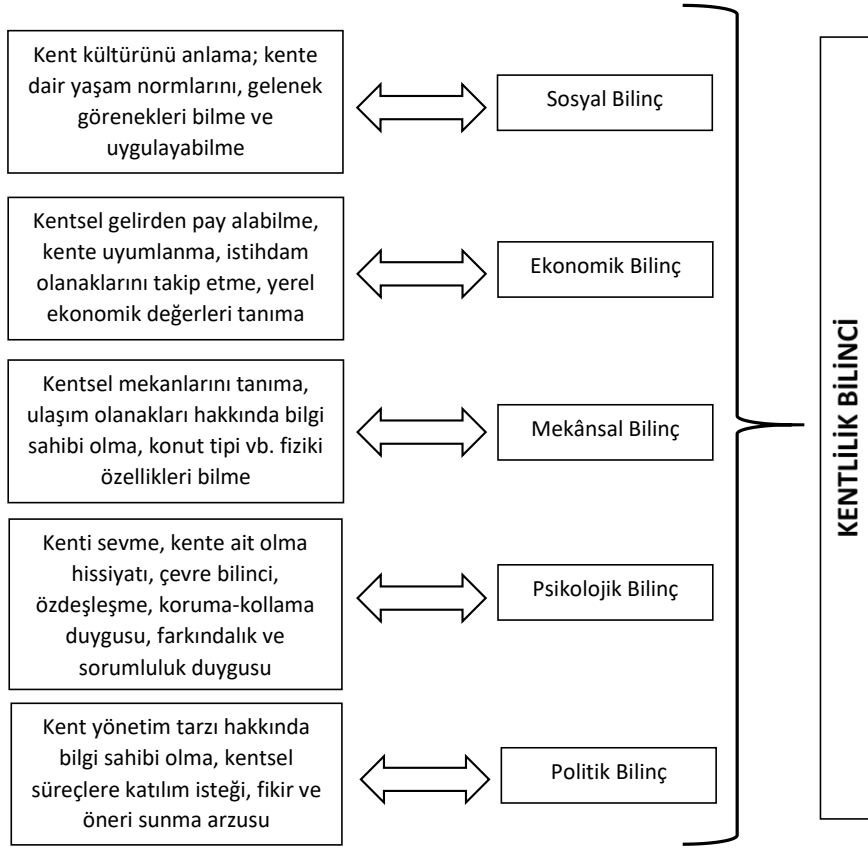 Kent kültürünü anlama; kente
dair yaşam normlarını, gelenek
görenekleri bilme ve
uygulayabilme
Sosyal Bilinç
Kentsel gelirden pay alabilme,
kente uyumlanma, istihdam
olanaklarını takip etme, yerel
ekonomik değerleri tanıma
Ekonomik Bilinç
Kentsel mekanlarını tanıma,
ulaşım olanakları hakkında bilgi
sahibi olma, konut tipi vb. fiziki
özellikleri bilme
Mekânsal Bilinç
Kenti sevme, kente ait olma
hissiyatı, çevre bilinci,
özdeşleşme, koruma-kollama
duygusu, farkındalık ve
sorumluluk duygusu
Psikolojik Bilinç
Kent yönetim tarzı hakkında
bilgi sahibi olma, kentsel
süreçlere katılım isteği, fikir ve
öneri sunma arzusu
Politik Bilinç
KENTLİLİK BİLİNCİ